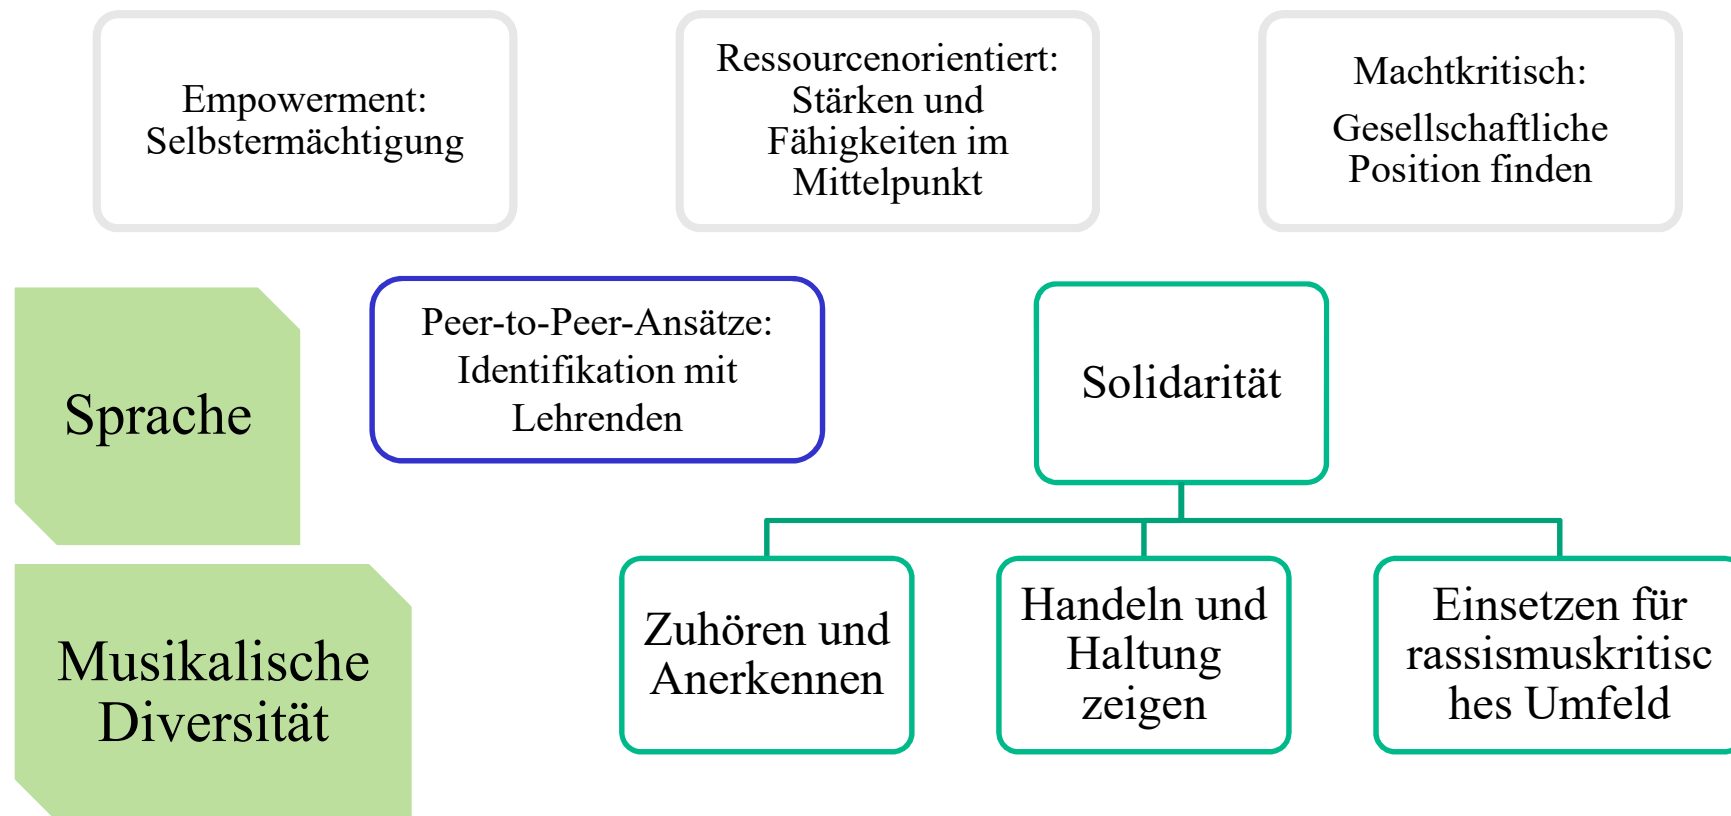 Empowerment:
Selbstermächtigung
Ressourcenorientiert:
Stärken und
Fähigkeiten im
Mittelpunkt
Machtkritisch:
Gesellschaftliche
Position finden
Sprache
Peer-to-Peer-Ansätze:
Identifikation mit
Lehrenden
Solidarität
Musikalische
Diversität
Zuhören und
Anerkennen
Handeln und
Haltung
zeigen
Einsetzen für
rassismuskritisc
hes Umfeld